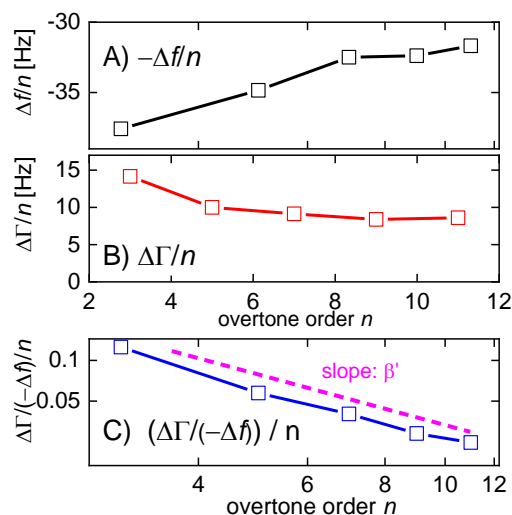 -30
-35
Δf/n [Hz]
A) −Δf/n
15
10
5
0
ΔΓ/n [Hz]
B) ΔΓ/n
2 4 6 8 10 12
overtone order n
0.1
0.05
ΔΓ/(−Δf)/n
slope: β'
C) (ΔΓ/(−Δf)) / n
4 6 8 10 12
overtone order n